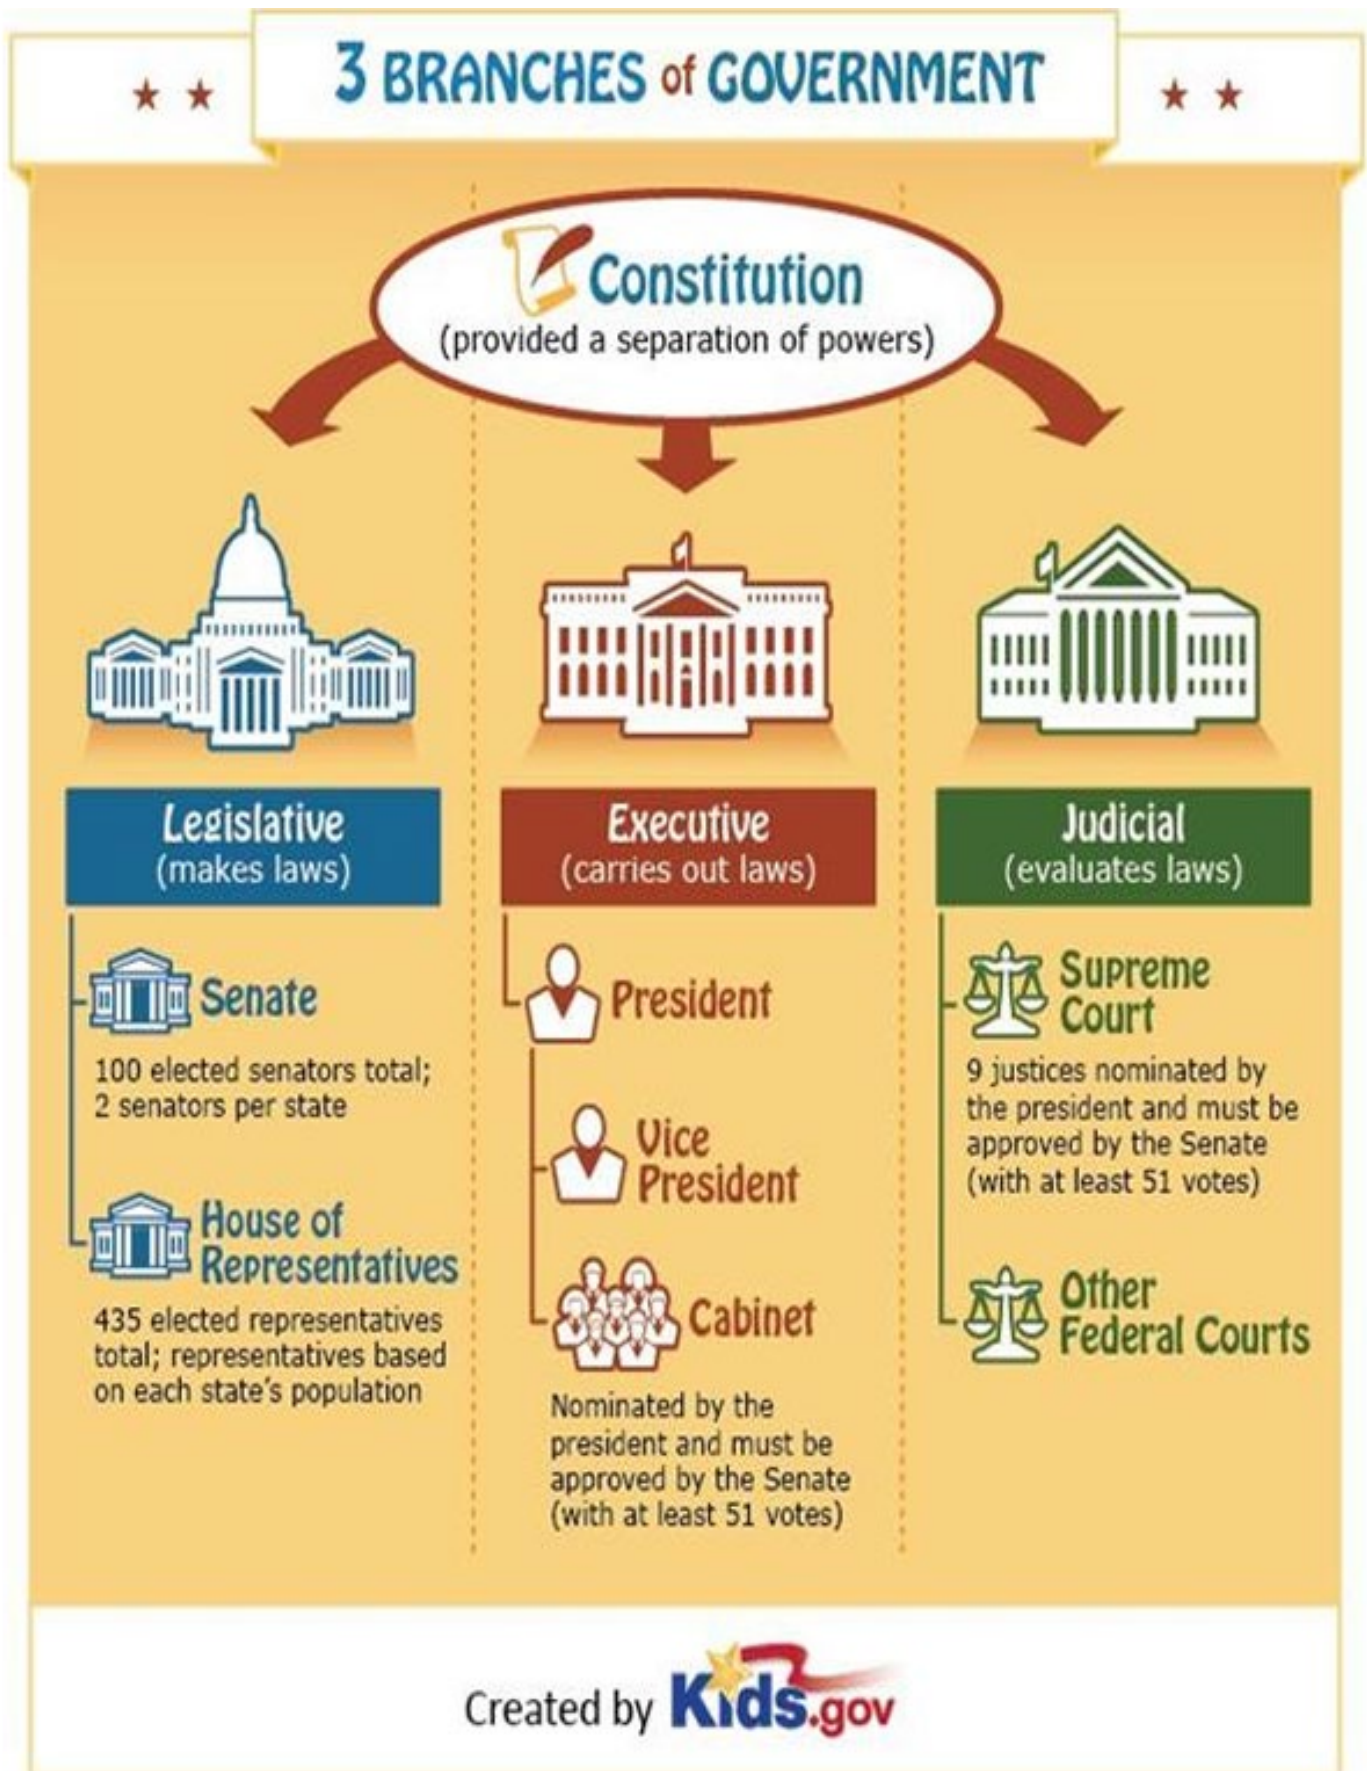 3 BRANCHES of GOVERNMENT
Constitution
(provided a separation of powers)
Legislative
(makes laws)
Senate
100 elected senators total;
2 senators per state
House of
Representatives
435 elected representatives
total; representatives based
on each state's population
Executive
(carries out laws)
President
Vice
President
Cabinet
Nominated by the
president and must be
approved by the Senate
(with at least 51 votes)
Judicial
(evaluates laws)
Supreme
Court
9 justices nominated by
the president and must be
approved by the Senate
(with at least 51 votes)
Other
Federal Courts
Created by Kids.gov